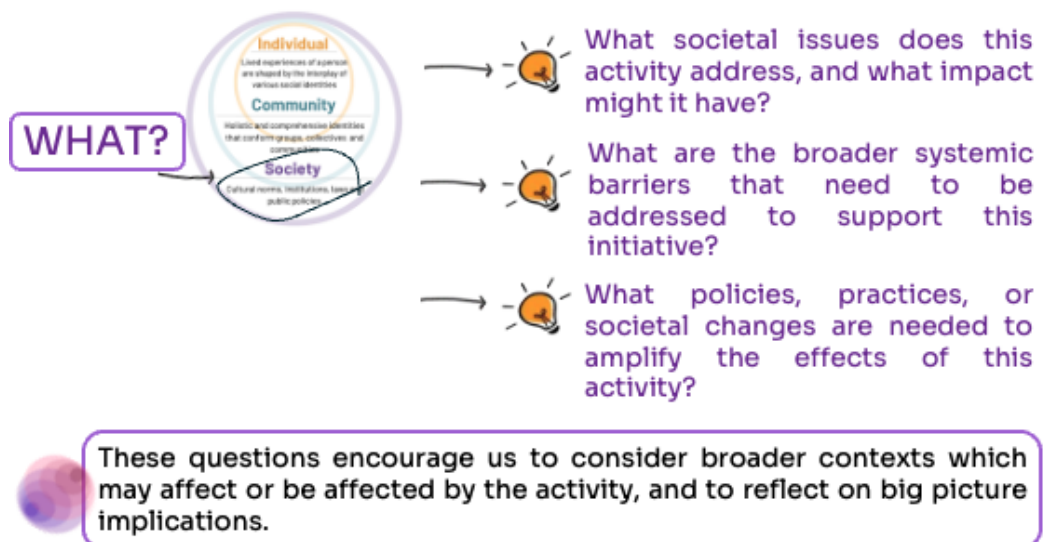 WHAT?
Individual
Lived experiences of a person
are shaped by the interplay of
various social identities
Community
Holistic and comprehensive identities
that conform groups, collectives and
communities
Society
Cultural norms, institutions, laws
public policies
What societal issues does this
activity address, and what impact
might it have?
What are the broader systemic
barriers that need to be
addressed to support this
initiative?
What policies, practices, or
societal changes are needed to
amplify the effects of this
activity?
These questions encourage us to consider broader contexts which
may affect or be affected by the activity, and to reflect on big picture
implications.